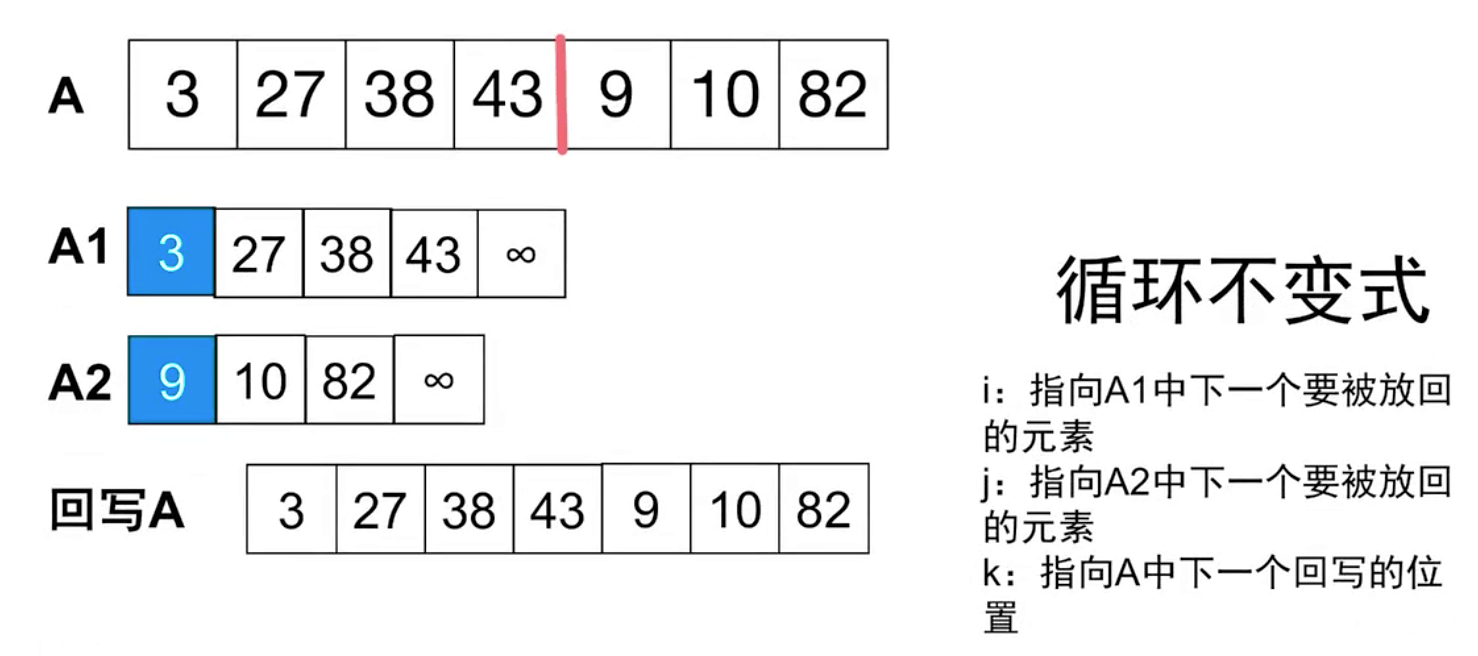 A 3 27 38 43 9 10 82
A1 3 27 38 43 ∞
A2 9 10 82 ∞
回写A 3 27 38 43 9 10 82
循环不变式
i：指向A1中下一个要被放回
的元素
j：指向A2中下一个要被放回
的元素
k：指向A中下一个回写的位
置